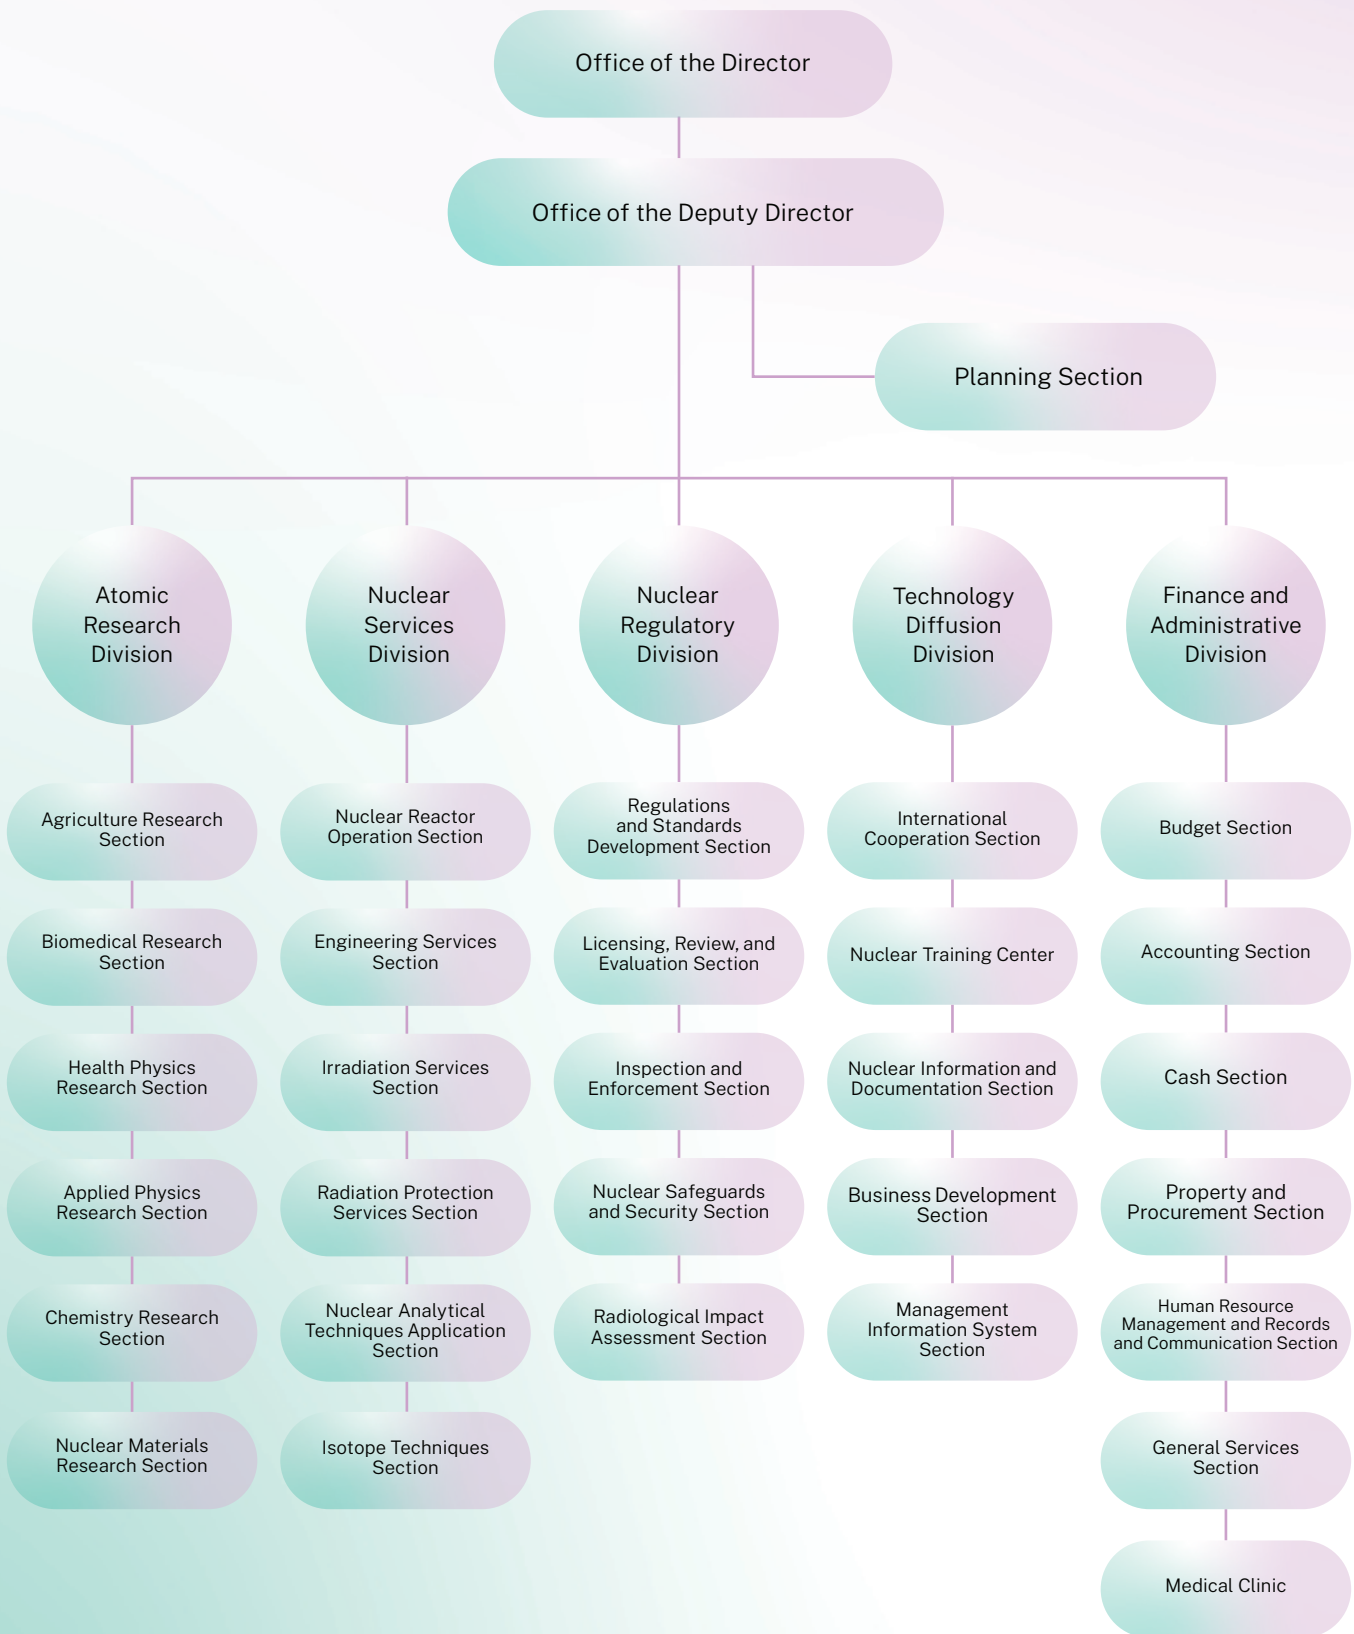 Office of the Director
Office of the Deputy Director
Planning Section
Atomic
Research
Division
Nuclear
Services
Division
Nuclear
Regulatory
Division
Technology
Diffusion
Division
Finance and
Administrative
Division
Agriculture Research
Section
Biomedical Research
Section
Health Physics
Research Section
Applied Physics
Research Section
Chemistry Research
Section
Nuclear Materials
Research Section
Nuclear Reactor
Operation Section
Engineering Services
Section
Irradiation Services
Section
Radiation Protection
Services Section
Nuclear Analytical
Techniques Application
Section
Isotope Techniques
Section
Regulations
and Standards
Development Section
Licensing, Review, and
Evaluation Section
Inspection and
Enforcement Section
Nuclear Safeguards
and Security Section
Radiological Impact
Assessment Section
International
Cooperation Section
Nuclear Training Center
Nuclear Information and
Documentation Section
Business Development
Section
Management
Information System
Section
Budget Section
Accounting Section
Cash Section
Property and
Procurement Section
Human Resource
Management and Records
and Communication Section
General Services
Section
Medical Clinic